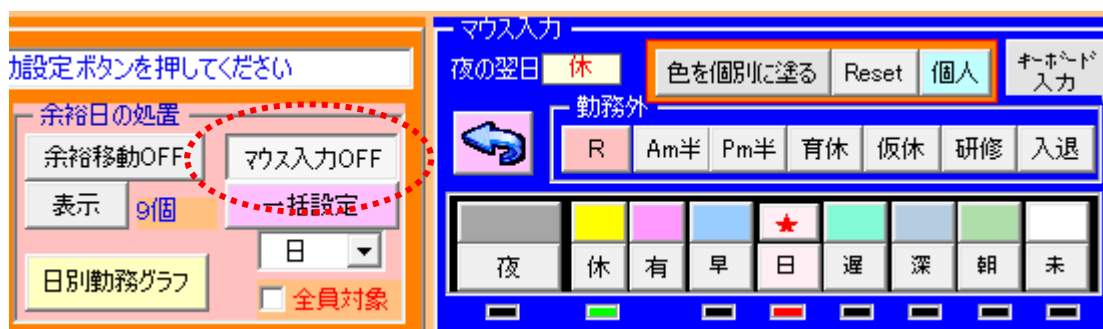 功設定ボタンを押してください
余裕日の処置
余裕移動OFF
マウス入力OFF
表示
9個
一括設定
日
日別勤務グラフ
全員対象
マウス入力
夜の翌日
休
色を個別に塗る
Reset
個人
キーボード
入力
勤務外
R
Am半
Pm半
育休
仮休
研修
入退
★
夜
休
有
早
日
遅
深
朝
未